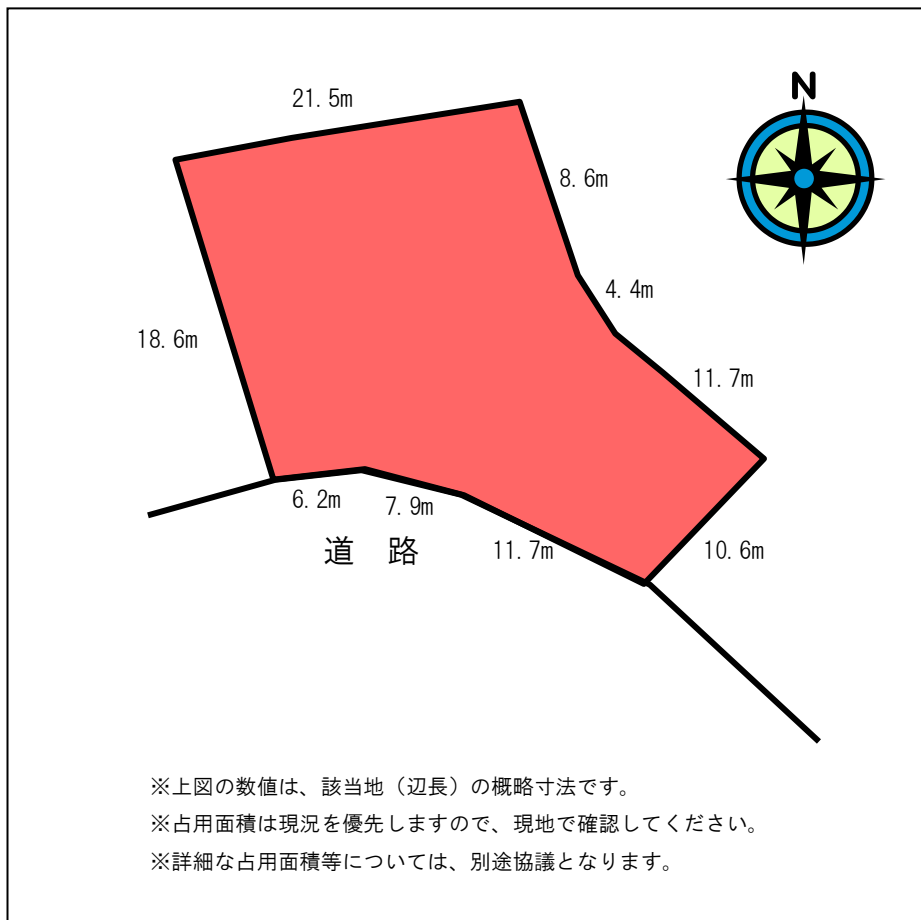 N
21.5m
8.6m
4.4m
18.6m
11.7m
6.2m
7.9m
11.7m
10.6m
道 路
※上図の数値は、該当地（辺長）の概略寸法です。
※占用面積は現況を優先しますので、現地で確認してください。
※詳細な占用面積等については、別途協議となります。